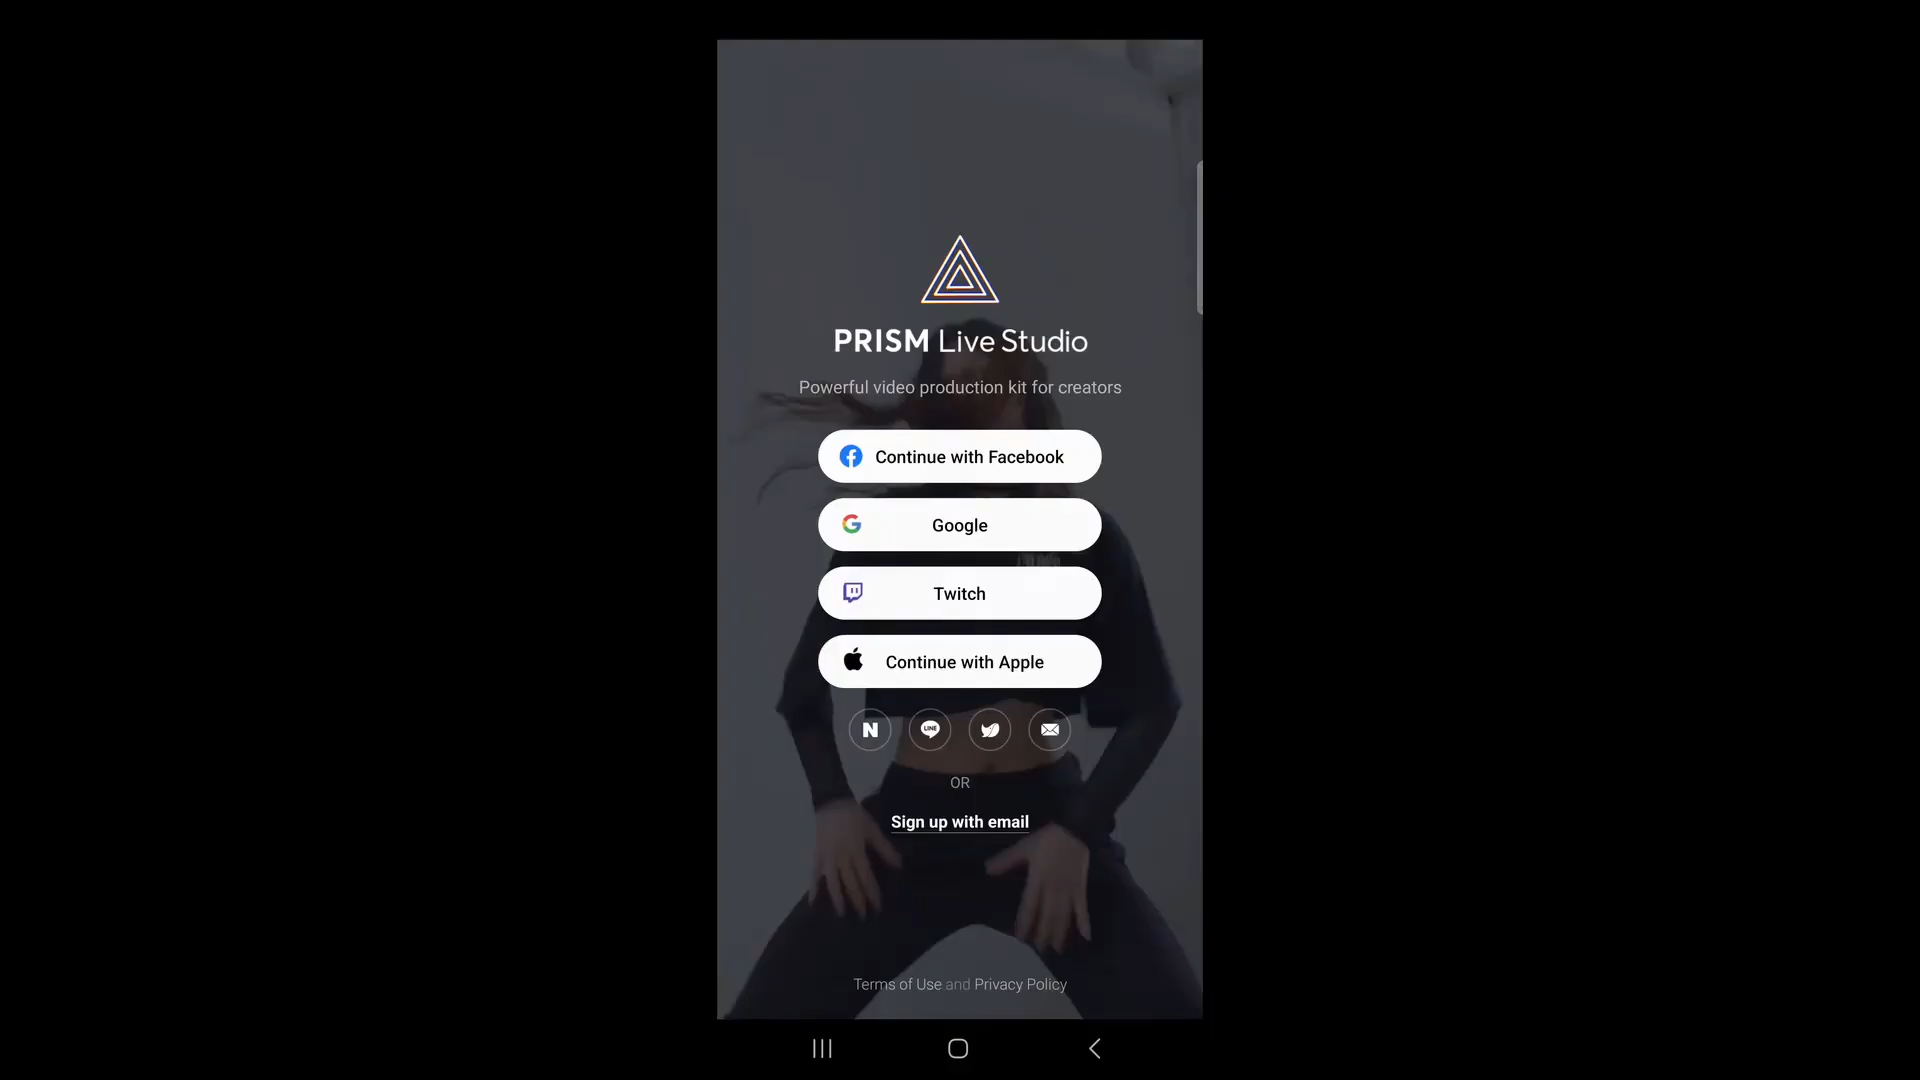 PRISM Live Studio
Powerful video production kit for creators
Continue with Facebook
Google
Twitch
Continue with Apple
N LINE
OR
Sign up with email
Terms of Use and Privacy Policy